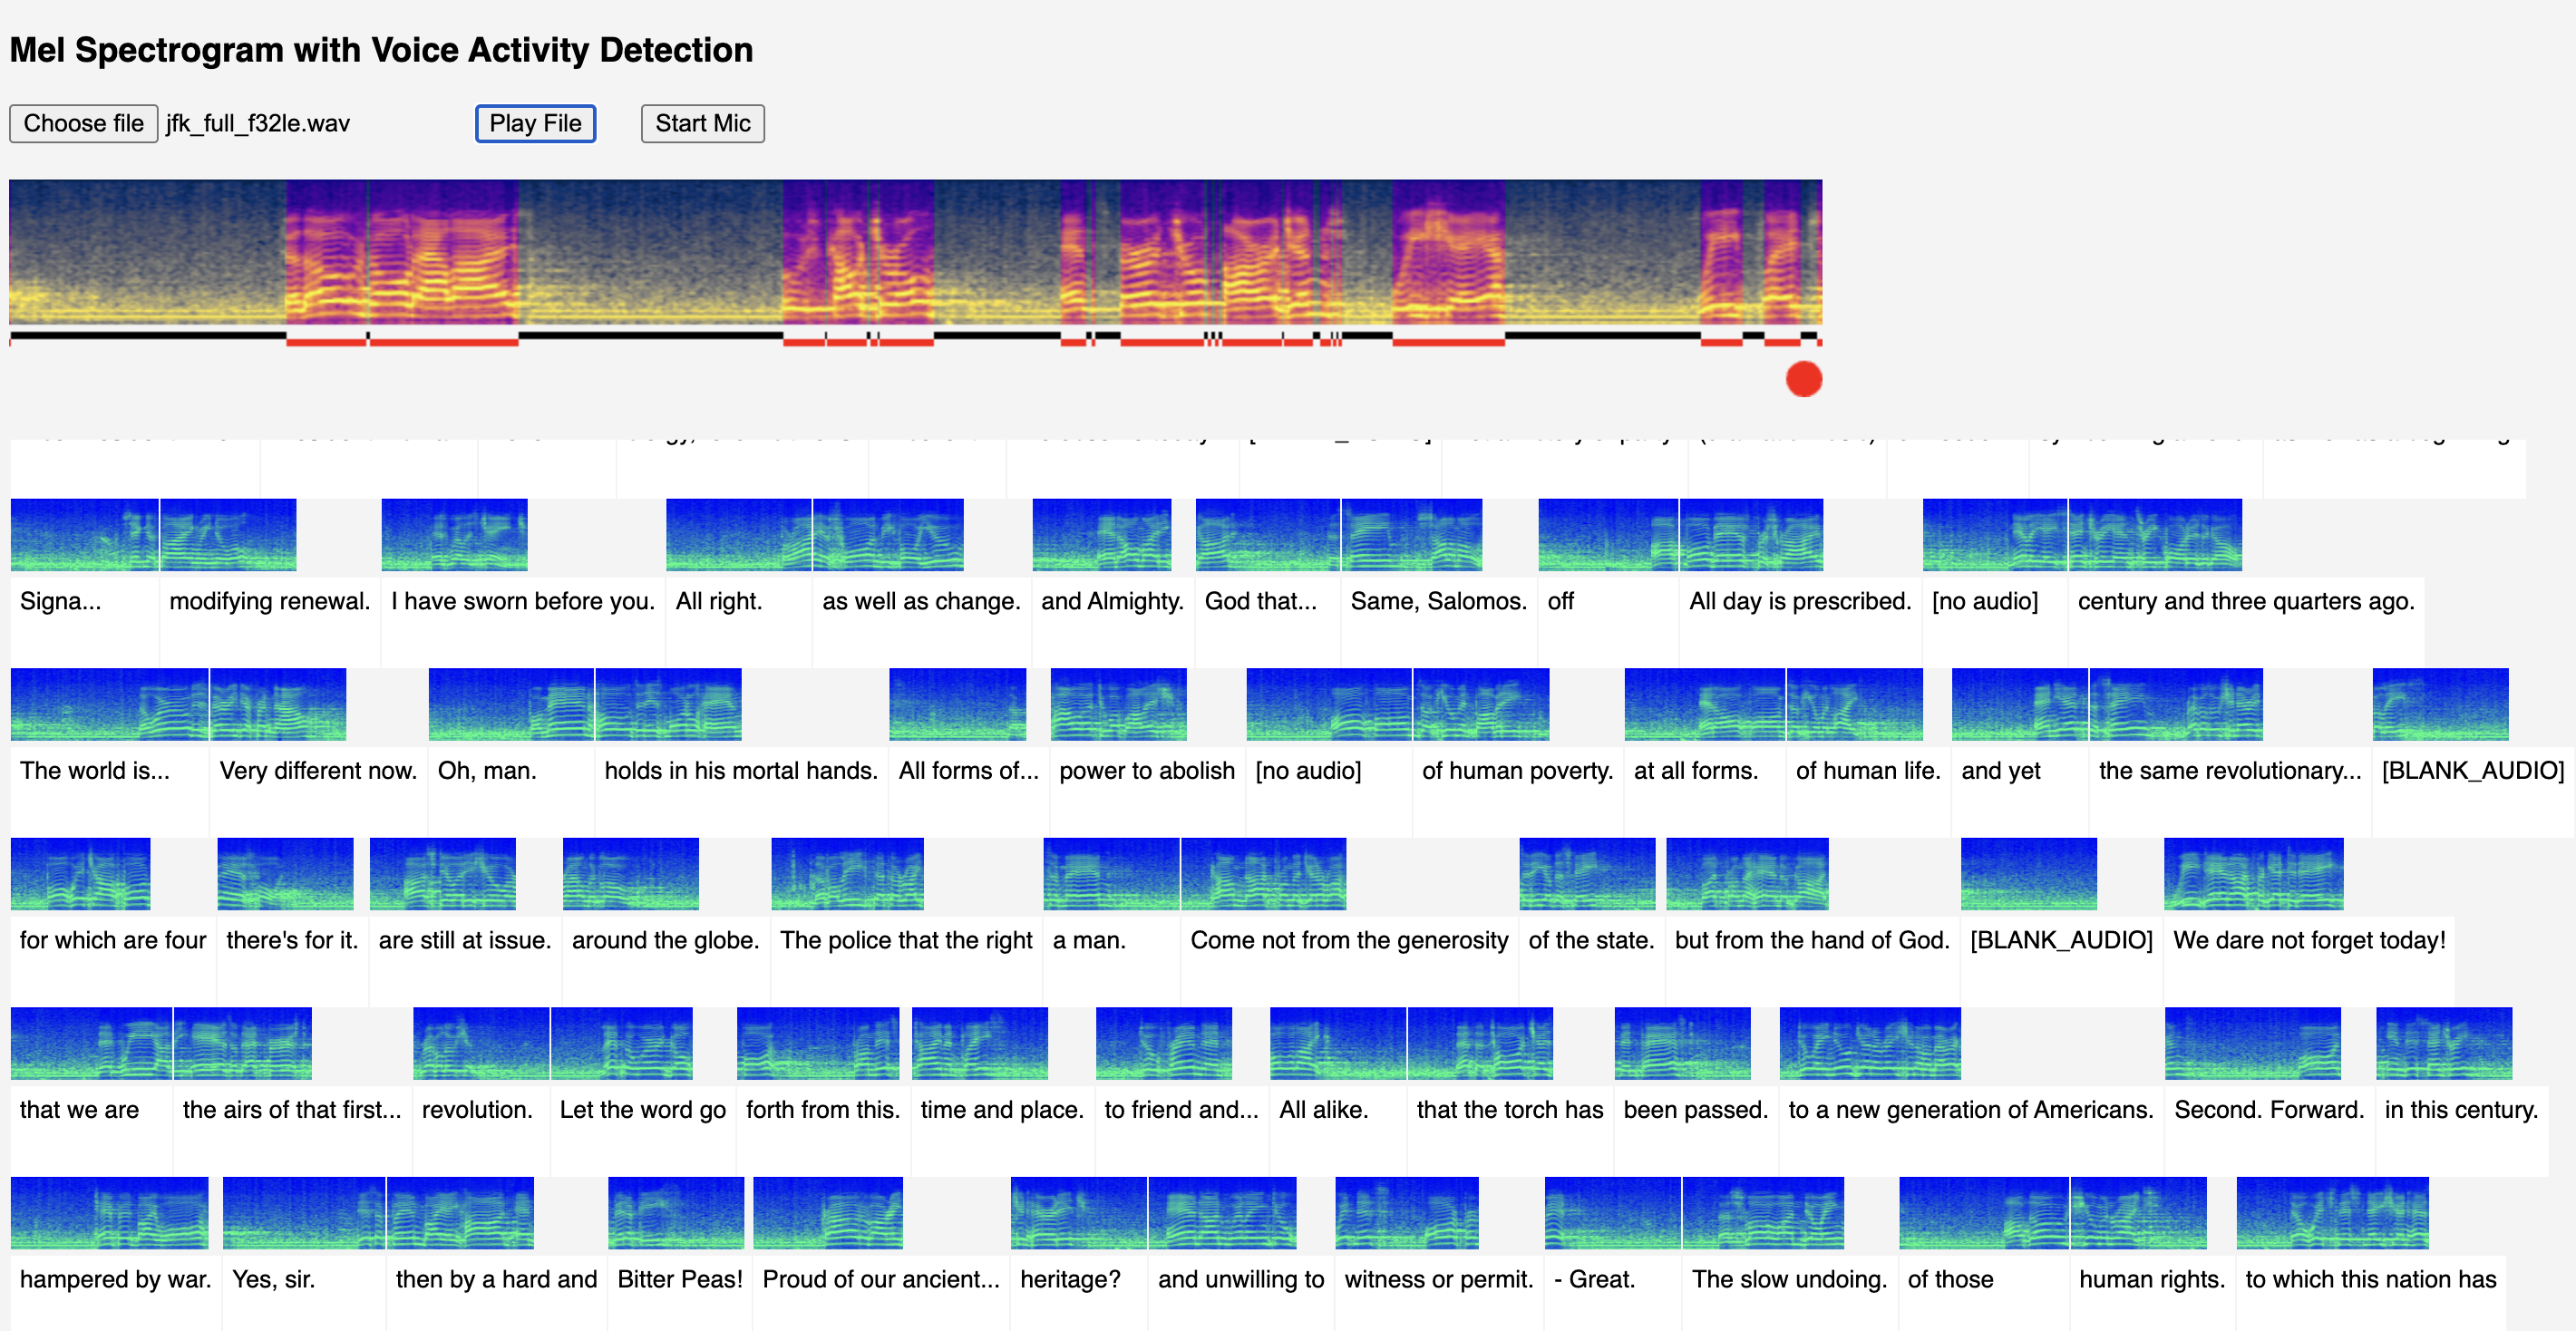 Mel Spectrogram with Voice Activity Detection
Choose file jfk_full_f32le.wav Play File Start Mic
Signa... modifying renewal. I have sworn before you. All right. as well as change. and Almighty. God that... Same, Salomos. off All day is prescribed. [no audio] century and three quarters ago.
The world is... Very different now. Oh, man. holds in his mortal hands. All forms of... power to abolish [no audio] of human poverty. at all forms. of human life. and yet the same revolutionary... [BLANK_AUDIO]
for which are four there's for it. are still at issue. around the globe. The police that the right a man. Come not from the generosity of the state. but from the hand of God. [BLANK_AUDIO] We dare not forget today!
that we are the airs of that first... revolution. Let the word go forth from this. time and place. to friend and... All alike. that the torch has been passed. to a new generation of Americans. Second. Forward. in this century.
hampered by war. Yes, sir. then by a hard and Bitter Peas! Proud of our ancient... heritage? and unwilling to witness or permit. - Great. The slow undoing. of those human rights. to which this nation has